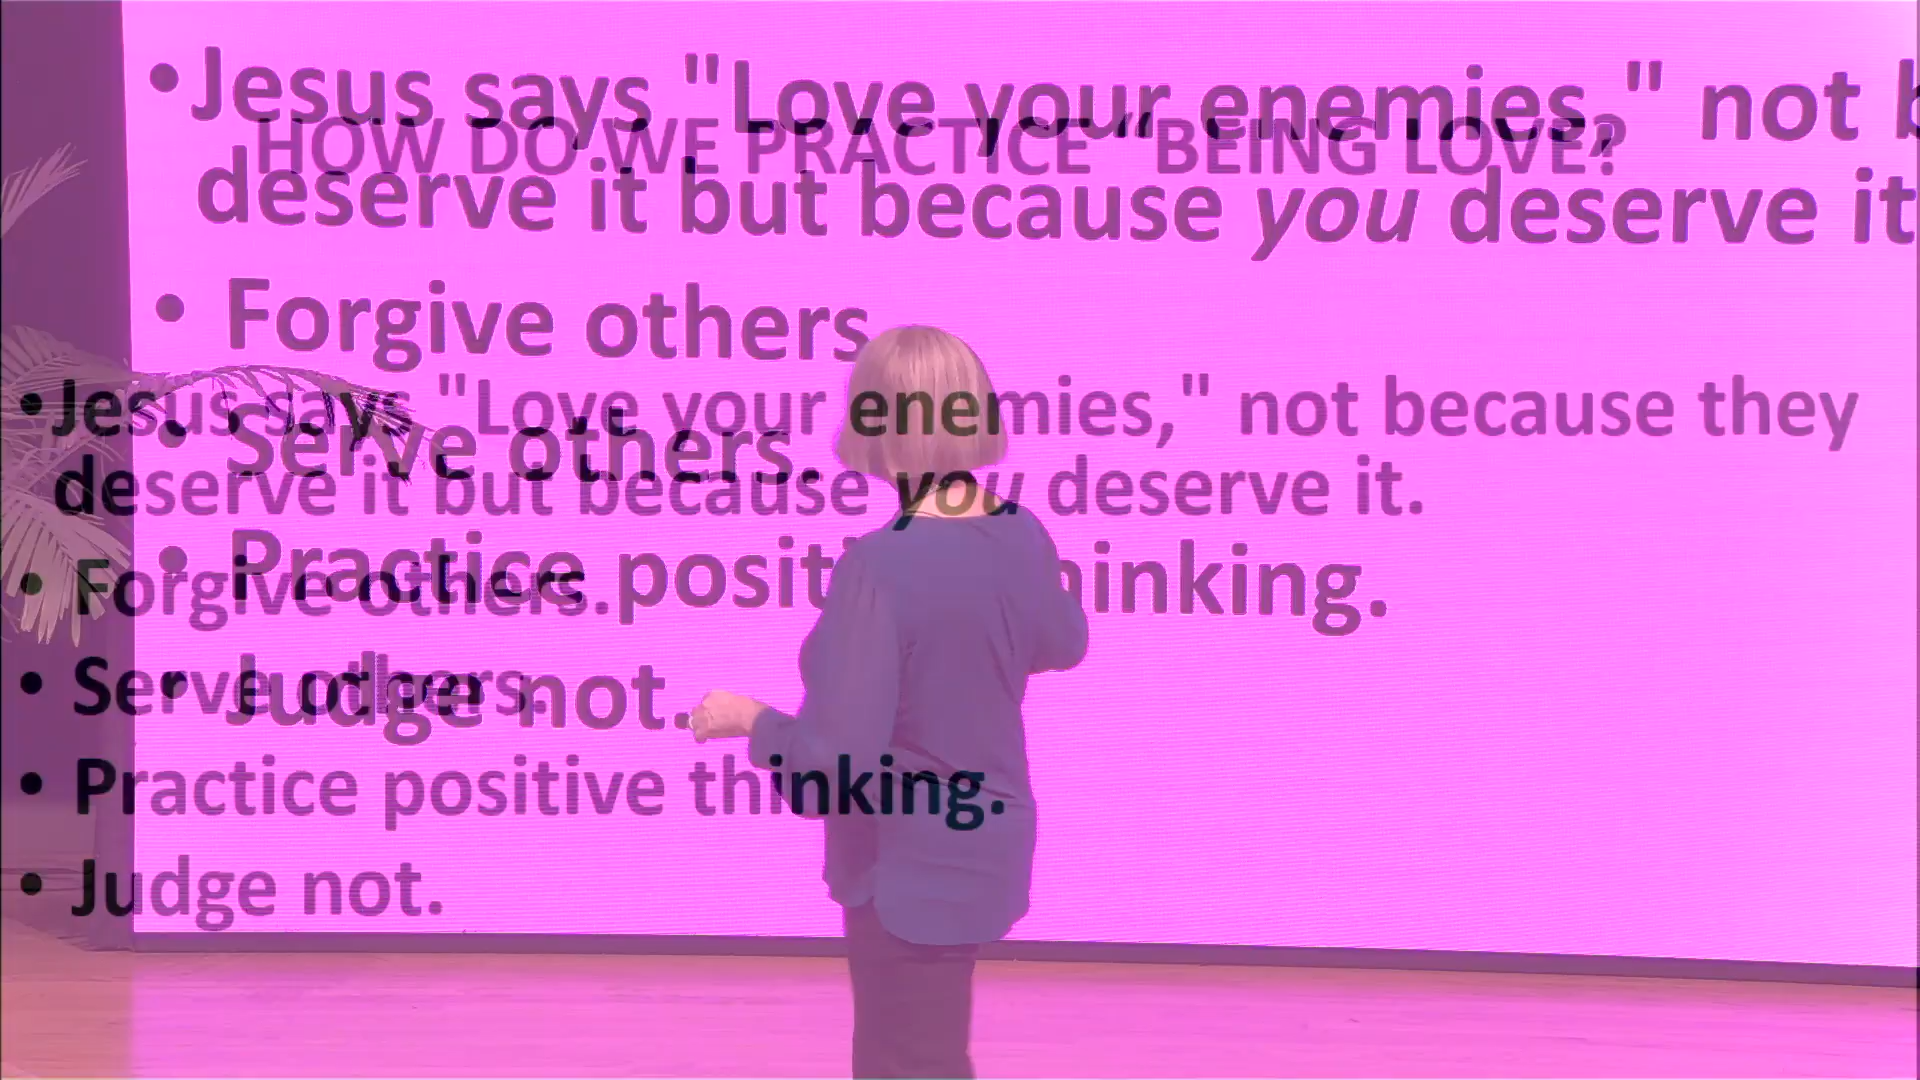 •Jesus says "Love your enemies," not b
deserve it but because you deserve it
• Forgive others
• Serve others.
• Practice positi hinking.
• Judge not.
HOW DO WE PRACTICE “BEING LOVE?
•Jesus says "Love your enemies," not because they
deserve it but because you deserve it.
• Forgive others.
• Serve others.
• Practice positive thinking.
• Judge not.